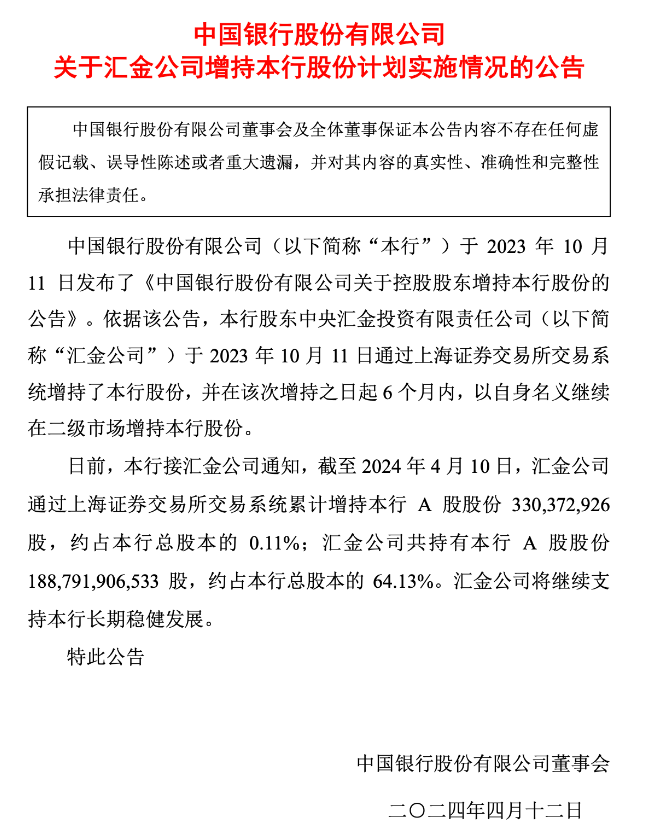 中国银行股份有限公司
关于汇金公司增持本行股份计划实施情况的公告
中国银行股份有限公司董事会及全体董事保证本公告内容不存在任何虚
假记载、误导性陈述或者重大遗漏，并对其内容的真实性、准确性和完整性
承担法律责任。
中国银行股份有限公司（以下简称“本行”）于 2023 年 10 月
11 日发布了《中国银行股份有限公司关于控股股东增持本行股份的
公告》。依据该公告，本行股东中央汇金投资有限责任公司（以下简
称“汇金公司”）于 2023 年 10 月 11 日通过上海证券交易所交易系
统增持了本行股份，并在该次增持之日起 6 个月内，以自身名义继续
在二级市场增持本行股份。
日前，本行接汇金公司通知，截至 2024 年 4 月 10 日，汇金公司
通过上海证券交易所交易系统累计增持本行 A 股股份 330,372,926
股，约占本行总股本的 0.11%；汇金公司共持有本行 A 股股份
188,791,906,533 股，约占本行总股本的 64.13%。汇金公司将继续支
持本行长期稳健发展。
特此公告
中国银行股份有限公司董事会
二〇二四年四月十二日